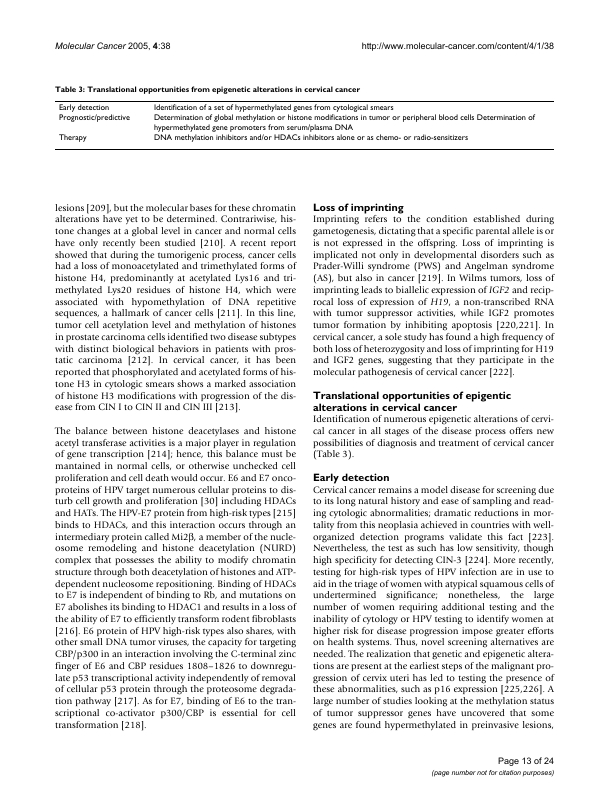 Molecular Cancer 2005, 4:38
http://www.molecular-cancer.com/content/4/1/38
Table 3: Translational opportunities from epigenetic alterations in cervical cancer
Early detection Identification of a set of hypermethylated genes from cytological smears
Prognostic/predictive Determination of global methylation or histone modifications in tumor or peripheral blood cells Determination of
hypermethylated gene promoters from serum/plasma DNA
Therapy DNA methylation inhibitors and/or HDACs inhibitors alone or as chemo- or radio-sensitizers
lesions [209], but the molecular bases for these chromatin
alterations have yet to be determined. Contrariwise, his-
tone changes at a global level in cancer and normal cells
have only recently been studied [210]. A recent report
showed that during the tumorigenic process, cancer cells
had a loss of monoacetylated and trimethylated forms of
histone H4, predominantly at acetylated Lys16 and tri-
methylated Lys20 residues of histone H4, which were
associated with hypomethylation of DNA repetitive
sequences, a hallmark of cancer cells [211]. In this line,
tumor cell acetylation level and methylation of histones
in prostate carcinoma cells identified two disease subtypes
with distinct biological behaviors in patients with pros-
tatic carcinoma [212]. In cervical cancer, it has been
reported that phosphorylated and acetylated forms of his-
tone H3 in cytologic smears shows a marked association
of histone H3 modifications with progression of the dis-
ease from CIN I to CIN II and CIN III [213].
The balance between histone deacetylases and histone
acetyl transferase activities is a major player in regulation
of gene transcription [214]; hence, this balance must be
mantained in normal cells, or otherwise unchecked cell
proliferation and cell death would occur. E6 and E7 onco-
proteins of HPV target numerous cellular proteins to dis-
turb cell growth and proliferation [30] including HDACs
and HATs. The HPV-E7 protein from high-risk types [215]
binds to HDACs, and this interaction occurs through an
intermediary protein called Mi2β, a member of the nucle-
osome remodeling and histone deacetylation (NURD)
complex that possesses the ability to modify chromatin
structure through both deacetylation of histones and ATP-
dependent nucleosome repositioning. Binding of HDACs
to E7 is independent of binding to Rb, and mutations on
E7 abolishes its binding to HDAC1 and results in a loss of
the ability of E7 to efficiently transform rodent fibroblasts
[216]. E6 protein of HPV high-risk types also shares, with
other small DNA tumor viruses, the capacity for targeting
CBP/p300 in an interaction involving the C-terminal zinc
finger of E6 and CBP residues 1808–1826 to downregu-
late p53 transcriptional activity independently of removal
of cellular p53 protein through the proteosome degrada-
tion pathway [217]. As for E7, binding of E6 to the tran-
scriptional co-activator p300/CBP is essential for cell
transformation [218].
Loss of imprinting
Imprinting refers to the condition established during
gametogenesis, dictating that a specific parental allele is or
is not expressed in the offspring. Loss of imprinting is
implicated not only in developmental disorders such as
Prader-Willi syndrome (PWS) and Angelman syndrome
(AS), but also in cancer [219]. In Wilms tumors, loss of
imprinting leads to biallelic expression of IGF2 and recip-
rocal loss of expression of H19, a non-transcribed RNA
with tumor suppressor activities, while IGF2 promotes
tumor formation by inhibiting apoptosis [220,221]. In
cervical cancer, a sole study has found a high frequency of
both loss of heterozygosity and loss of imprinting for H19
and IGF2 genes, suggesting that they participate in the
molecular pathogenesis of cervical cancer [222].
Translational opportunities of epigentic
alterations in cervical cancer
Identification of numerous epigenetic alterations of cervi-
cal cancer in all stages of the disease process offers new
possibilities of diagnosis and treatment of cervical cancer
(Table 3).
Early detection
Cervical cancer remains a model disease for screening due
to its long natural history and ease of sampling and read-
ing cytologic abnormalities; dramatic reductions in mor-
tality from this neoplasia achieved in countries with well-
organized detection programs validate this fact [223].
Nevertheless, the test as such has low sensitivity, though
high specificity for detecting CIN-3 [224]. More recently,
testing for high-risk types of HPV infection are in use to
aid in the triage of women with atypical squamous cells of
undertermined significance; nonetheless, the large
number of women requiring additional testing and the
inability of cytology or HPV testing to identify women at
higher risk for disease progression impose greater efforts
on health systems. Thus, novel screening alternatives are
needed. The realization that genetic and epigenetic altera-
tions are present at the earliest steps of the malignant pro-
gression of cervix uteri has led to testing the presence of
these abnormalities, such as p16 expression [225,226]. A
large number of studies looking at the methylation status
of tumor suppressor genes have uncovered that some
genes are found hypermethylated in preinvasive lesions,
Page 13 of 24
(page number not for citation purposes)